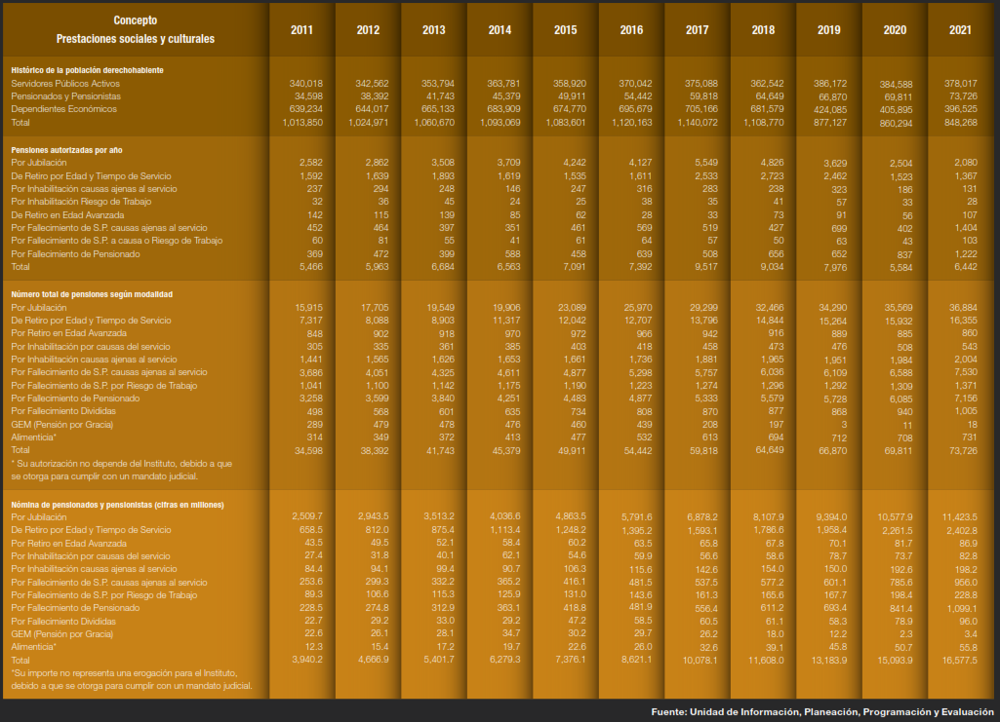 Concepto
Prestaciones sociales y culturales 2011 2012 2013 2014 2015 2016 2017 2018 2019 2020 2021
Histórico de la población derechohabiente
Servidores Públicos Activos 340,018 342,562 353,794 363,781 358,920 370,042 375,088 362,542 386,172 384,588 378,017
Pensionados y Pensionistas 34,598 38,392 41,743 45,379 49,911 54,442 59,818 64,649 66,870 69,811 73,726
Dependientes Económicos 639,234 644,017 665,133 683,909 674,770 695,679 705,166 681,579 424,085 405,895 396,525
Total 1,013,850 1,024,971 1,060,670 1,093,069 1,083,601 1,120,163 1,140,072 1,108,770 877,127 860,294 848,268
Pensiones autorizadas por año
Por Jubilación 2,582 2,862 3,508 3,709 4,242 4,127 5,549 4,826 3,629 2,504 2,080
De Retiro por Edad y Tiempo de Servicio 1,592 1,639 1,893 1,619 1,535 1,611 2,533 2,723 2,462 1,523 1,367
Por Inhabilitación causas ajenas al servicio 237 294 248 146 247 316 283 238 323 186 131
Por Inhabilitación Riesgo de Trabajo 32 36 45 24 25 38 35 41 57 33 28
De Retiro en Edad Avanzada 142 115 139 85 62 28 33 73 91 56 107
Por Fallecimiento de S.P. causas ajenas al servicio 452 464 397 351 461 569 519 427 699 402 1,404
Por Fallecimiento de S.P. a causa o Riesgo de Trabajo 60 81 55 41 61 64 57 50 63 43 103
Por Fallecimiento de Pensionado 369 472 399 588 458 639 508 656 652 837 1,222
Total 5,466 5,963 6,684 6,563 7,091 7,392 9,517 9,034 7,976 5,584 6,442
Número total de pensiones según modalidad
Por Jubilación 15,915 17,705 19,549 19,906 23,089 25,970 29,299 32,466 34,290 35,569 36,884
De Retiro por Edad y Tiempo de Servicio 7,317 8,088 8,903 11,317 12,042 12,707 13,796 14,844 15,264 15,932 16,355
Por Retiro en Edad Avanzada 848 902 918 970 972 966 942 916 889 885 860
Por Inhabilitación por causas del servicio 305 335 361 385 403 418 458 473 476 508 543
Por Inhabilitación causas ajenas al servicio 1,441 1,565 1,626 1,653 1,661 1,736 1,881 1,965 1,951 1,984 2,004
Por Fallecimiento de S.P. causas ajenas al servicio 3,686 4,051 4,325 4,611 4,877 5,298 5,757 6,036 6,109 6,588 7,530
Por Fallecimiento de S.P. por Riesgo de Trabajo 1,041 1,100 1,142 1,175 1,190 1,223 1,274 1,296 1,292 1,309 1,371
Por Fallecimiento de Pensionado 3,258 3,599 3,840 4,251 4,483 4,877 5,333 5,579 5,728 6,085 7,156
Por Fallecimiento Divididas 498 568 601 635 734 808 870 877 868 940 1,005
GEM (Pensión por Gracia) 289 479 478 476 460 439 208 197 3 11 18
Alimenticia* 314 349 372 413 477 532 613 694 712 708 731
Total 34,598 38,392 41,743 45,379 49,911 54,442 59,818 64,649 66,870 69,811 73,726
* Su autorización no depende del Instituto, debido a que
se otorga para cumplir con un mandato judicial.
Nómina de pensionados y pensionistas (cifras en millones)
Por Jubilación 2,509.7 2,943.5 3,513.2 4,036.6 4,863.5 5,791.6 6,878.2 8,107.9 9,394.0 10,577.9 11,423.5
De Retiro por Edad y Tiempo de Servicio 658.5 812.0 875.4 1,113.4 1,248.2 1,395.2 1,593.1 1,786.6 1,958.4 2,261.5 2,402.8
Por Retiro en Edad Avanzada 43.5 49.5 52.1 58.4 60.2 63.5 65.8 67.8 70.1 81.7 86.9
Por Inhabilitación por causas del servicio 27.4 31.8 40.1 62.1 54.6 59.9 56.6 58.6 78.7 73.7 82.8
Por Inhabilitación causas ajenas al servicio 84.4 94.1 99.4 90.7 106.3 115.6 142.6 154.0 150.0 192.6 198.2
Por Fallecimiento de S.P. causas ajenas al servicio 253.6 299.3 332.2 365.2 416.1 481.5 537.5 577.2 601.1 785.6 956.0
Por Fallecimiento de S.P. por Riesgo de Trabajo 89.3 106.6 115.3 125.9 131.0 143.6 161.3 165.6 167.7 198.4 228.8
Por Fallecimiento de Pensionado 228.5 274.8 312.9 363.1 418.8 481.9 556.4 611.2 693.4 841.4 1,099.1
Por Fallecimiento Divididas 22.7 29.2 33.0 29.2 47.2 58.5 60.5 61.1 58.3 78.9 96.0
GEM (Pensión por Gracia) 22.6 26.1 28.1 34.7 30.2 29.7 26.2 18.0 12.2 2.3 3.4
Alimenticia* 12.3 15.4 17.2 19.7 22.6 26.0 32.6 39.1 45.8 50.7 55.8
Total 3,940.2 4,666.9 5,401.7 6,279.3 7,376.1 8,621.1 10,078.1 11,608.0 13,183.9 15,093.9 16,577.5
*Su importe no representa una erogación para el Instituto,
debido a que se otorga para cumplir con un mandato judicial.
Fuente: Unidad de Información, Planeación, Programación y Evaluación